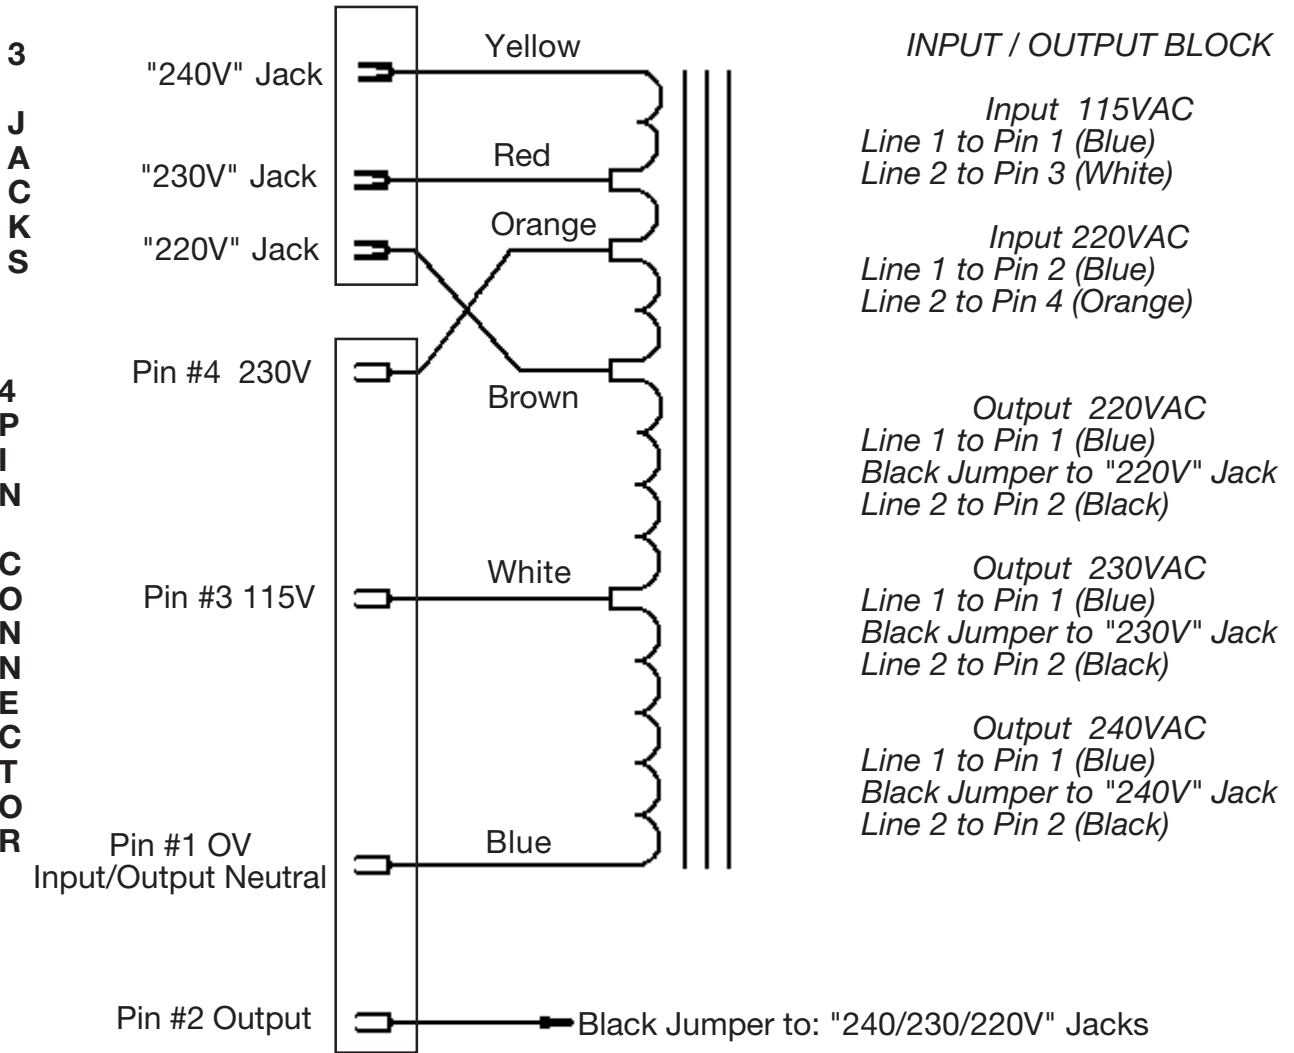 3 JACKS
"240V" Jack
Yellow
"230V" Jack
Red
"220V" Jack
Orange
4 PIN CONNECTOR
Pin #4 230V
Brown
Pin #3 115V
White
Pin #1 OV
Input/Output Neutral
Blue
Pin #2 Output
Black Jumper to: "240/230/220V" Jacks
INPUT / OUTPUT BLOCK
Input 115VAC
Line 1 to Pin 1 (Blue)
Line 2 to Pin 3 (White)
Input 220VAC
Line 1 to Pin 2 (Blue)
Line 2 to Pin 4 (Orange)
Output 220VAC
Line 1 to Pin 1 (Blue)
Black Jumper to "220V" Jack
Line 2 to Pin 2 (Black)
Output 230VAC
Line 1 to Pin 1 (Blue)
Black Jumper to "230V" Jack
Line 2 to Pin 2 (Black)
Output 240VAC
Line 1 to Pin 1 (Blue)
Black Jumper to "240V" Jack
Line 2 to Pin 2 (Black)